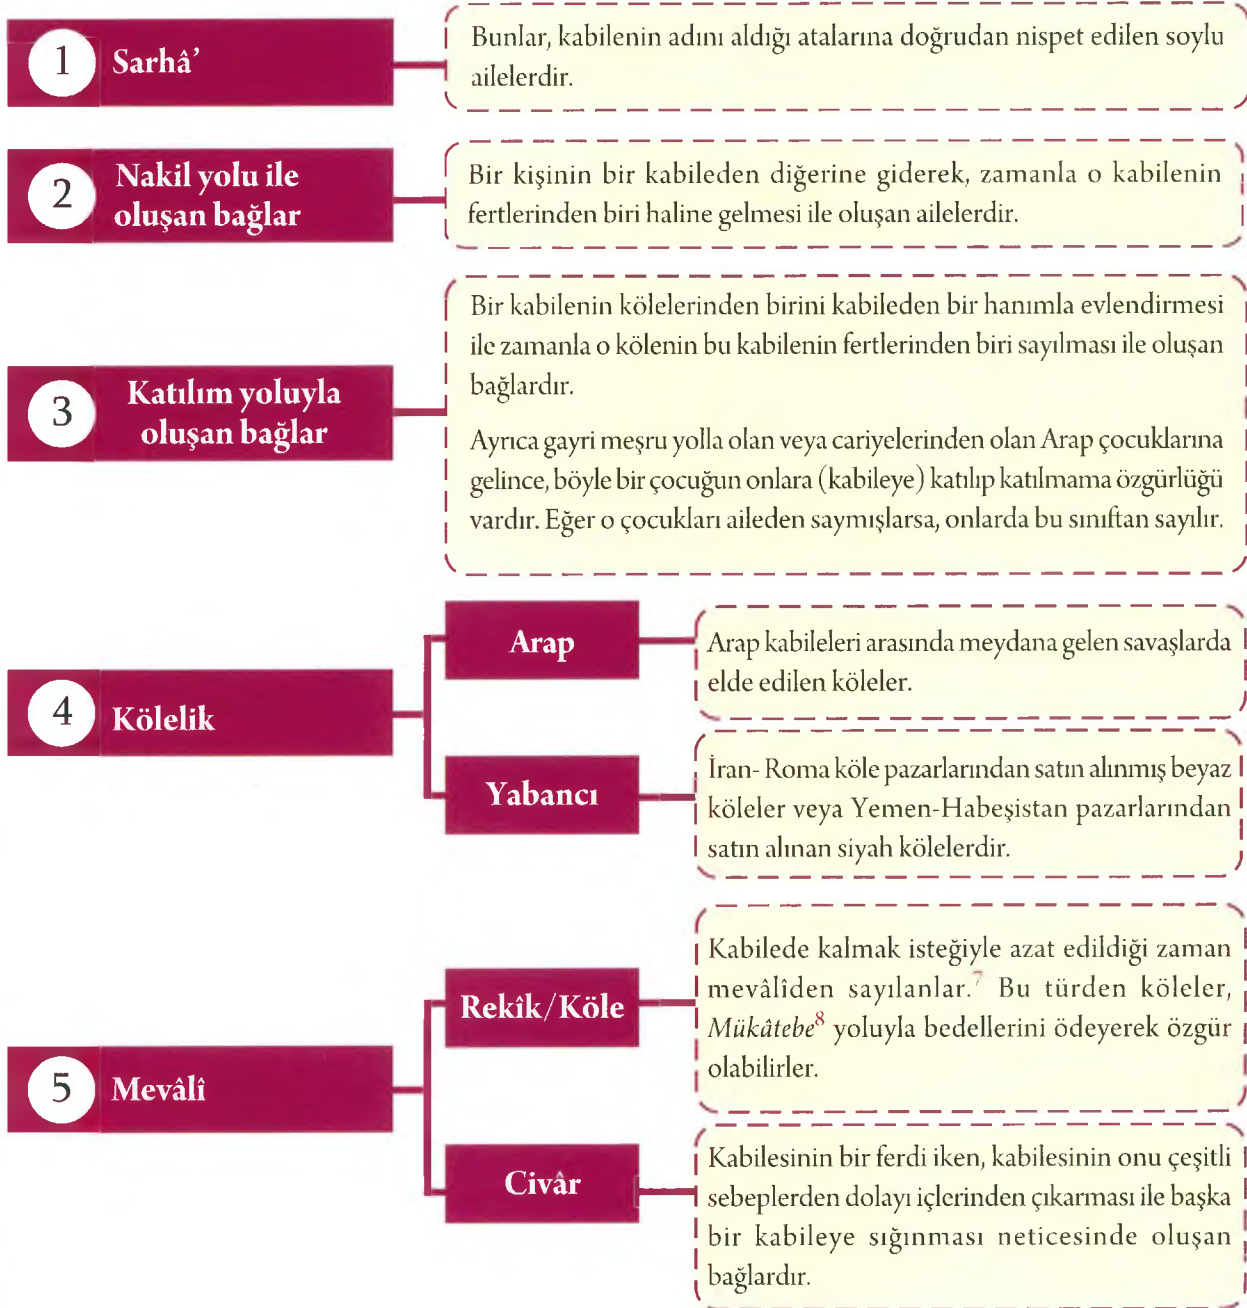 1 Sarhâ’
Bunlar, kabilenin adını aldığı atalarına doğrudan nispet edilen soylu
ailelerdir.
2 Nakil yolu ile
oluşan bağlar
Bir kişinin bir kabileden diğerine giderek, zamanla o kabilenin
fertlerinden biri haline gelmesi ile oluşan ailelerdir.
3 Katılım yoluyla
oluşan bağlar
Bir kabilenin kölelerinden birini kabileden bir hanımla evlendirmesi
ile zamanla o kölenin bu kabilenin fertlerinden biri sayılması ile oluşan
bağlardır.
Ayrıca gayri meşru yolla olan veya cariyelerinden olan Arap çocuklarına
gelince, böyle bir çocuğun onlara (kabileye) katılıp katılmama özgürlüğü
vardır. Eğer o çocukları aileden saymışlarsa, onlarda bu sınıftan sayılır.
4 Kölelik
Arap
Arap kabileleri arasında meydana gelen savaşlarda
elde edilen köleler.
Yabancı
İran- Roma köle pazarlarından satın alınmış beyaz
köleler veya Yemen-Habeşistan pazarlarından
satın alınan siyah kölelerdir.
5 Mevâlî
Rekîk/Köle
Kabilede kalmak isteğiyle azat edildiği zaman
mevâlîden sayılanlar.⁷ Bu türden köleler,
Mükâtebe⁸ yoluyla bedellerini ödeyerek özgür
olabilirler.
Civâr
Kabilesinin bir ferdi iken, kabilesinin onu çeşitli
sebeplerden dolayı içlerinden çıkarması ile başka
bir kabileye sığınması neticesinde oluşan
bağlardır.